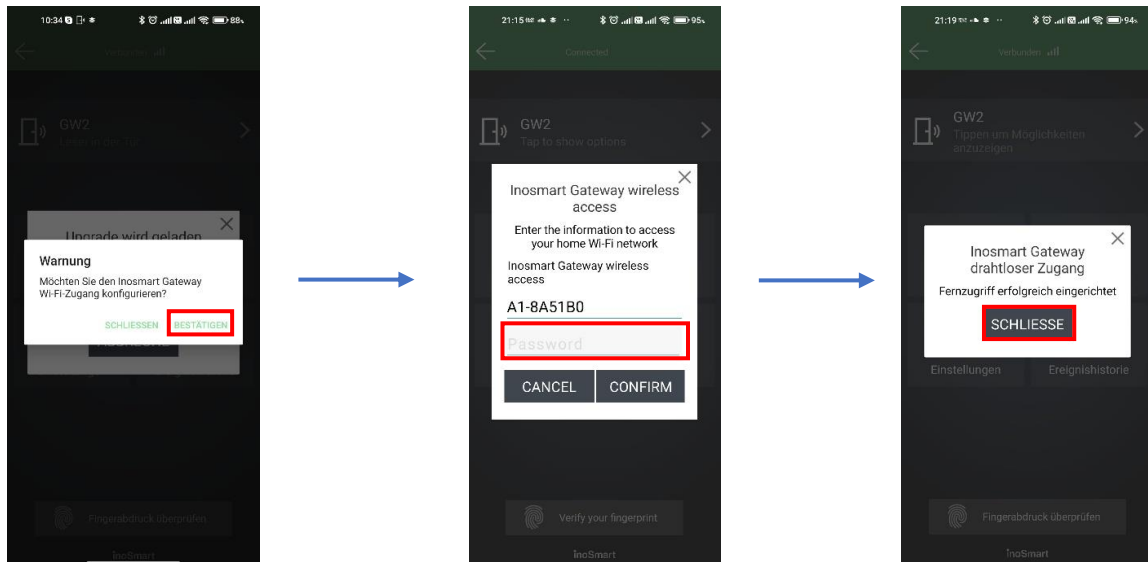 10:34 88%
Verbunden
GW2
Upgrade wird geladen
Warnung
Möchten Sie den Inosmart Gateway
Wi-Fi-Zugang konfigurieren?
SCHLIESSEN BESTÄTIGEN
Fingerabdruck überprüfen
inoSmart
21:15 95%
Connected
GW2
Tap to show options
Inosmart Gateway wireless
access
Enter the information to access
your home Wi-Fi network
Inosmart Gateway wireless
access
A1-8A51B0
Password
CANCEL CONFIRM
Verify your fingerprint
inoSmart
21:19 94%
Verbunden
GW2
Tippen um Möglichkeiten
anzuzeigen
Inosmart Gateway
drahtloser Zugang
Fernzugriff erfolgreich eingerichtet
SCHLIESSE
Einstellungen Ereignishistorie
Fingerabdruck überprüfen
inoSmart